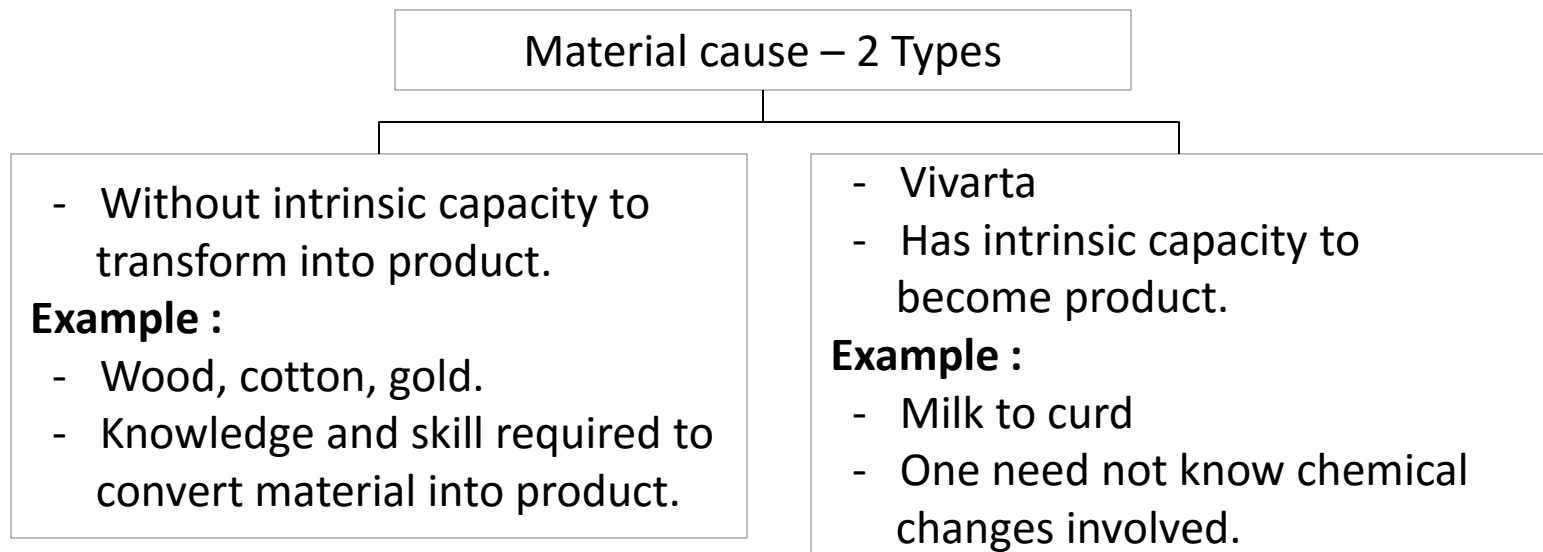 Material cause – 2 Types
- Without intrinsic capacity to
transform into product.
Example :
- Wood, cotton, gold.
- Knowledge and skill required to
convert material into product.
- Vivarta
- Has intrinsic capacity to
become product.
Example :
- Milk to curd
- One need not know chemical
changes involved.